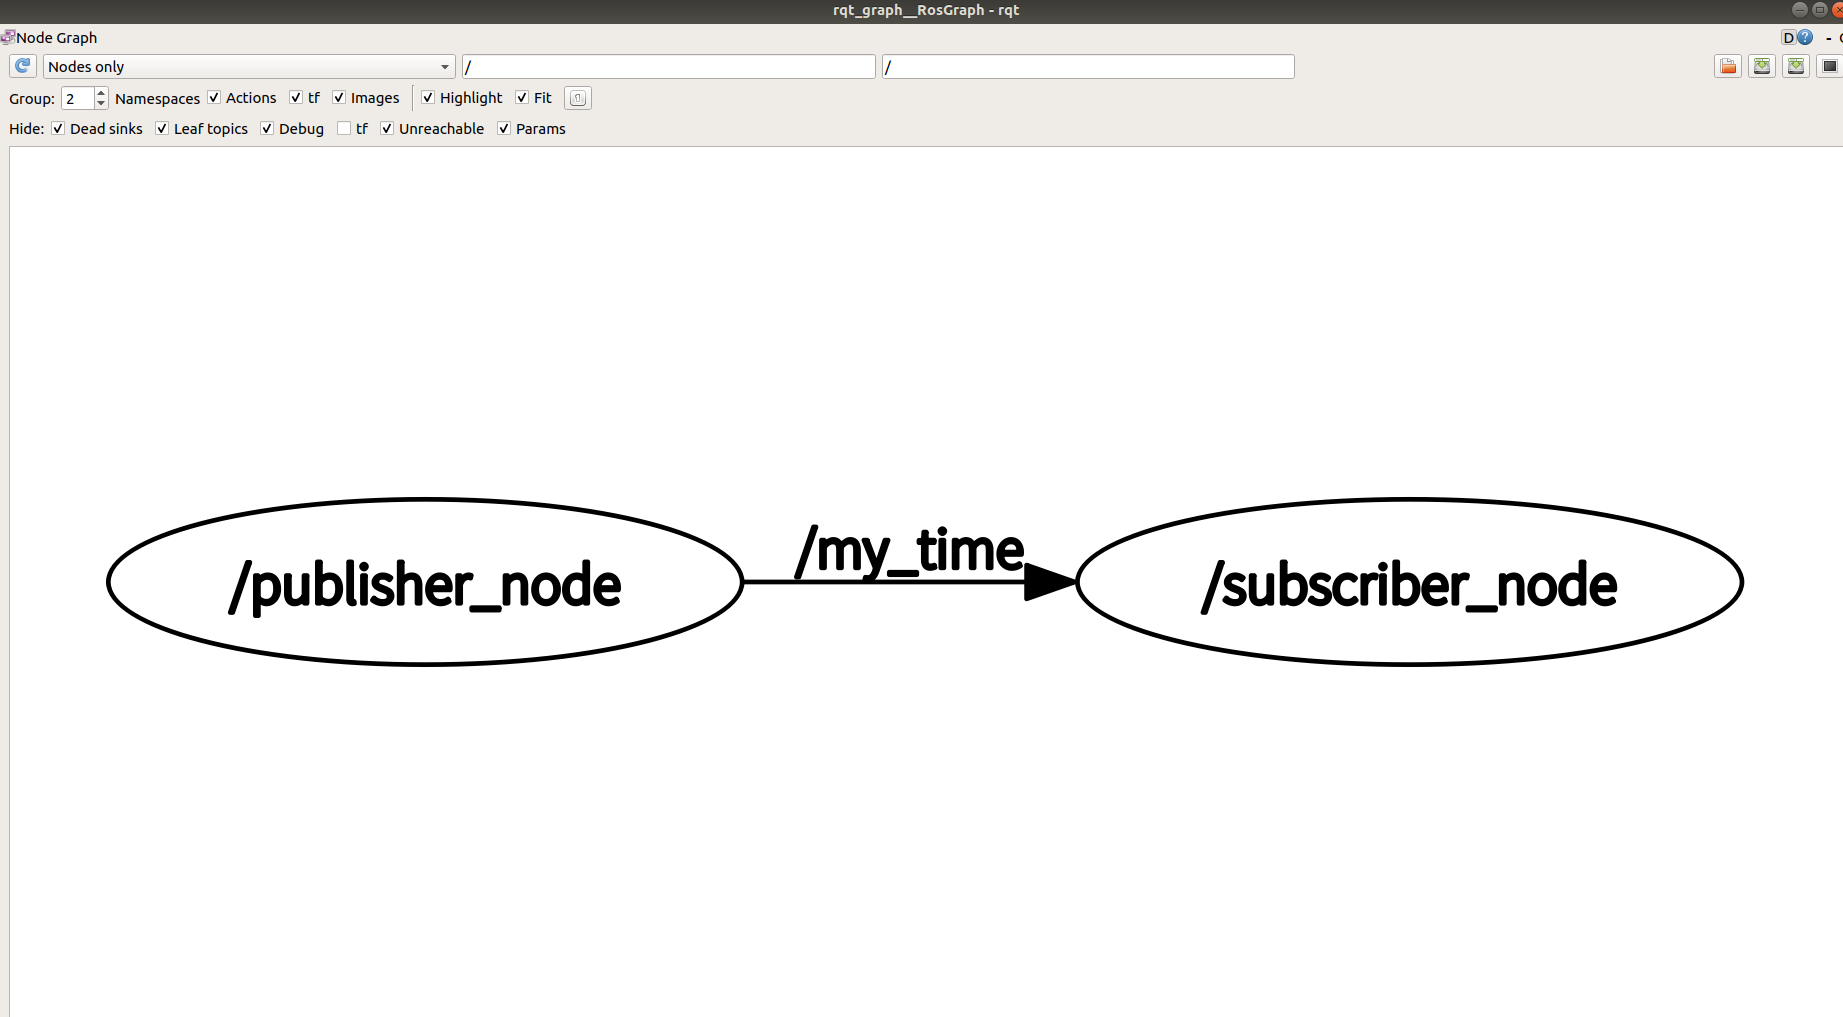 rqt_graph__RosGraph - rqt
Node Graph
D ? -
Nodes only / /
Group: 2 Namespaces Actions tf Images Highlight Fit
Hide: Dead sinks Leaf topics Debug tf Unreachable Params
/my_time
/publisher_node /subscriber_node